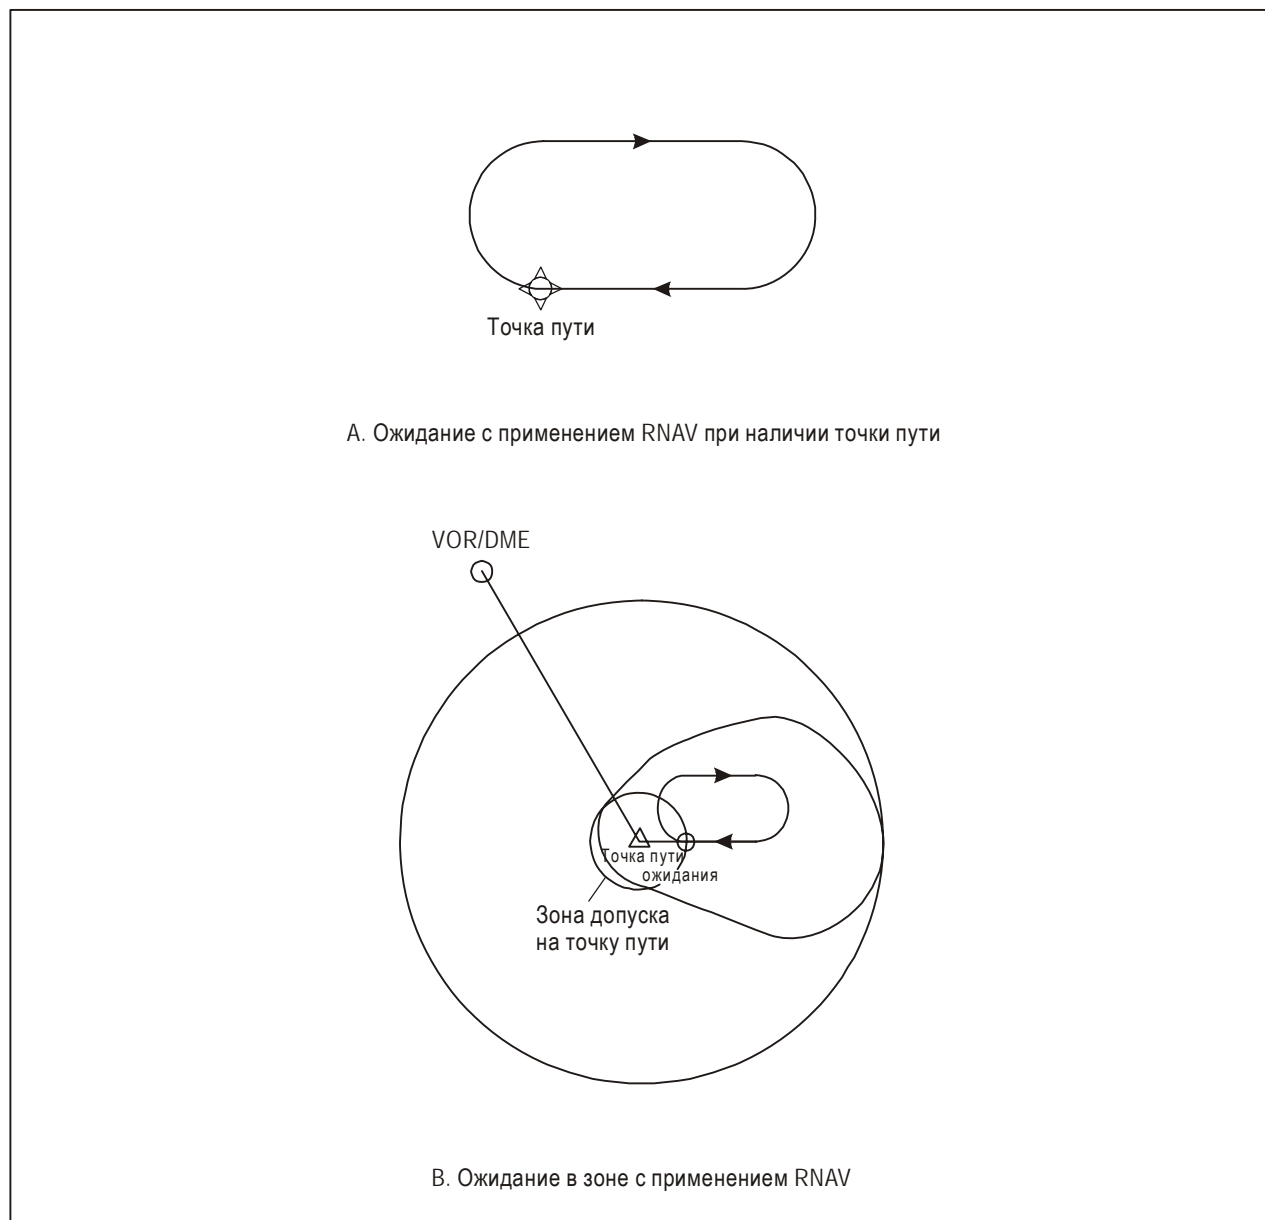 Точка пути
A. Ожидание с применением RNAV при наличии точки пути
VOR/DME
Точка пути
ожидания
Зона допуска
на точку пути
B. Ожидание в зоне с применением RNAV